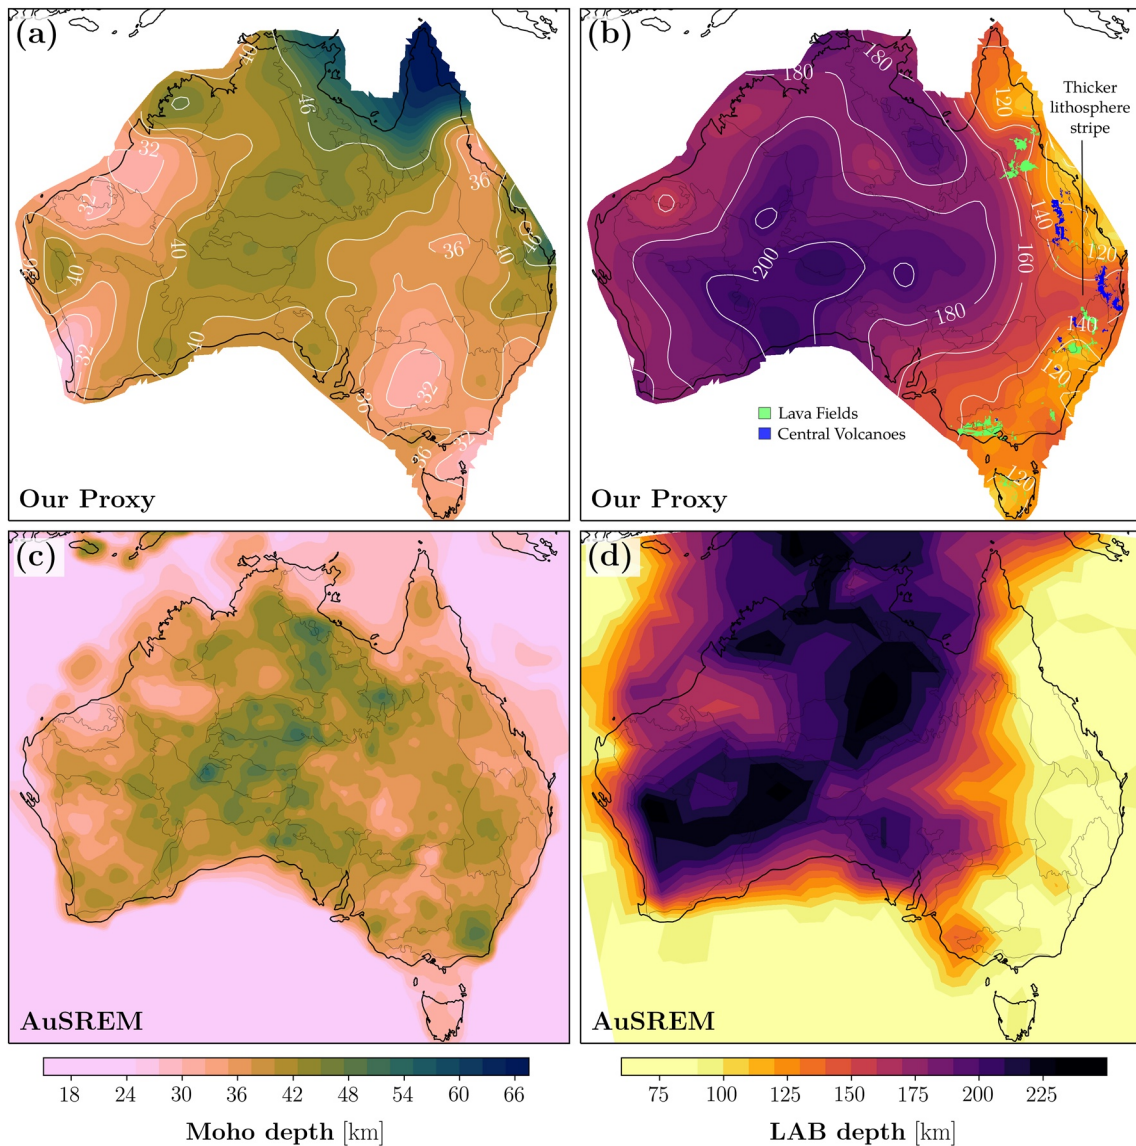 (a)
40
46
32
36
32
46
36
40
36
40
40
32
40
32
36
32
36
Our Proxy
(b)
180
180
120
Thicker
lithosphere
stripe
140
200
160
120
180
140
120
Lava Fields
Central Volcanoes
120
Our Proxy
(c)
AuSREM
(d)
AuSREM
18 24 30 36 42 48 54 60 66
Moho depth [km]
75 100 125 150 175 200 225
LAB depth [km]